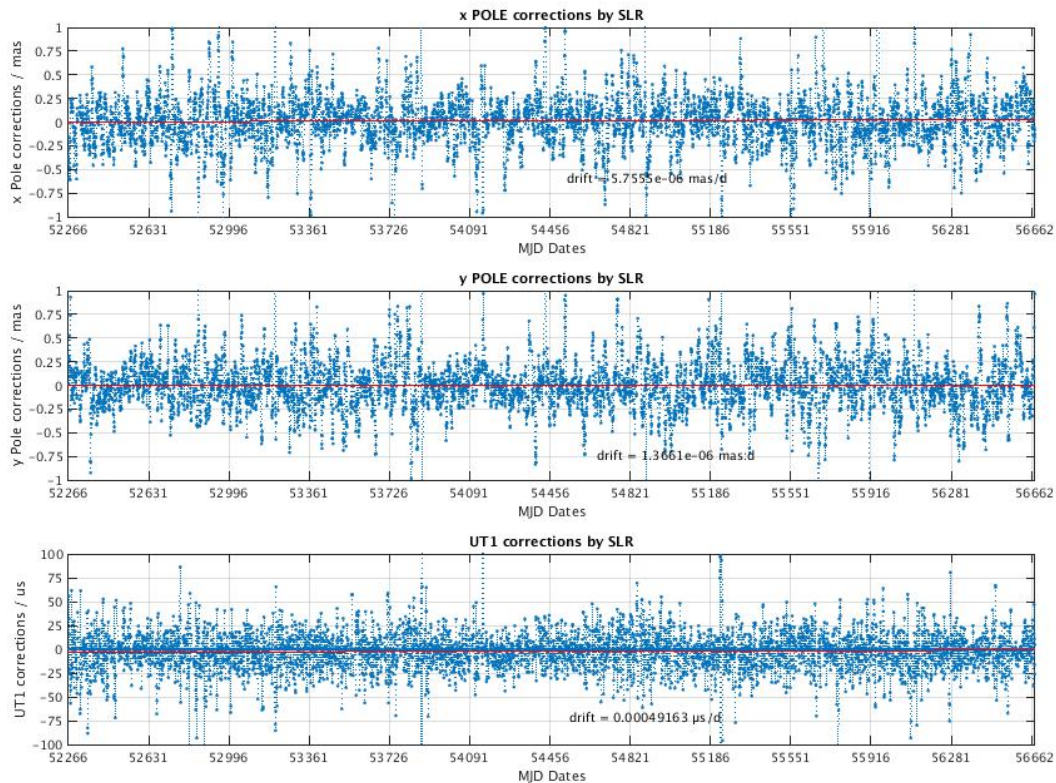 x POLE corrections by SLR
x Pole corrections / mas
1
0.75
0.5
0.25
0
-0.25
-0.5
-0.75
-1
drift = 5.7555e-06 mas/d
52266 52631 52996 53361 53726 54091 54456 54821 55186 55551 55916 56281 56662
MJD Dates
y POLE corrections by SLR
y Pole corrections / mas
1
0.75
0.5
0.25
0
-0.25
-0.5
-0.75
-1
drift = 1.3661e-06 mas:d
52266 52631 52996 53361 53726 54091 54456 54821 55186 55551 55916 56281 56662
MJD Dates
UT1 corrections by SLR
UT1 corrections / us
100
75
50
25
0
-25
-50
-75
-100
drift = 0.00049163 μs/d
52266 52631 52996 53361 53726 54091 54456 54821 55186 55551 55916 56281 56662
MJD Dates